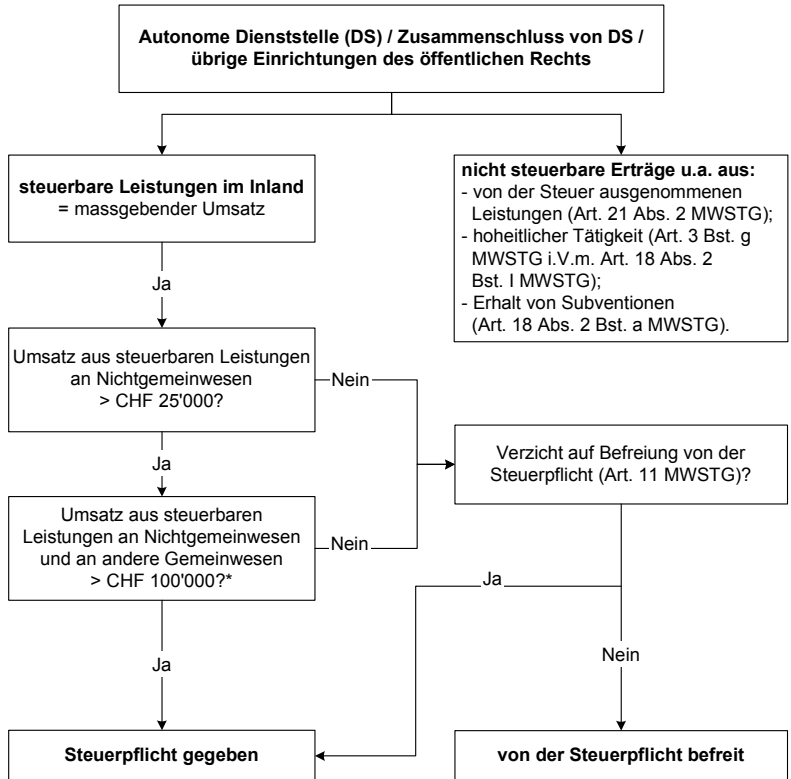 Autonome Dienststelle (DS) / Zusammenschluss von DS /
übrige Einrichtungen des öffentlichen Rechts
steuerbare Leistungen im Inland
= massgebender Umsatz
nicht steuerbare Erträge u.a. aus:
- von der Steuer ausgenommenen
Leistungen (Art. 21 Abs. 2 MWSTG);
- hoheitlicher Tätigkeit (Art. 3 Bst. g
MWSTG i.V.m. Art. 18 Abs. 2
Bst. l MWSTG);
- Erhalt von Subventionen
(Art. 18 Abs. 2 Bst. a MWSTG).
Ja
Umsatz aus steuerbaren Leistungen
an Nichtgemeinwesen
> CHF 25'000?
Nein
Ja
Verzicht auf Befreiung von der
Steuerpflicht (Art. 11 MWSTG)?
Umsatz aus steuerbaren
Leistungen an Nichtgemeinwesen
und an andere Gemeinwesen
> CHF 100'000?*
Nein
Ja
Ja
Nein
Steuerpflicht gegeben
von der Steuerpflicht befreit